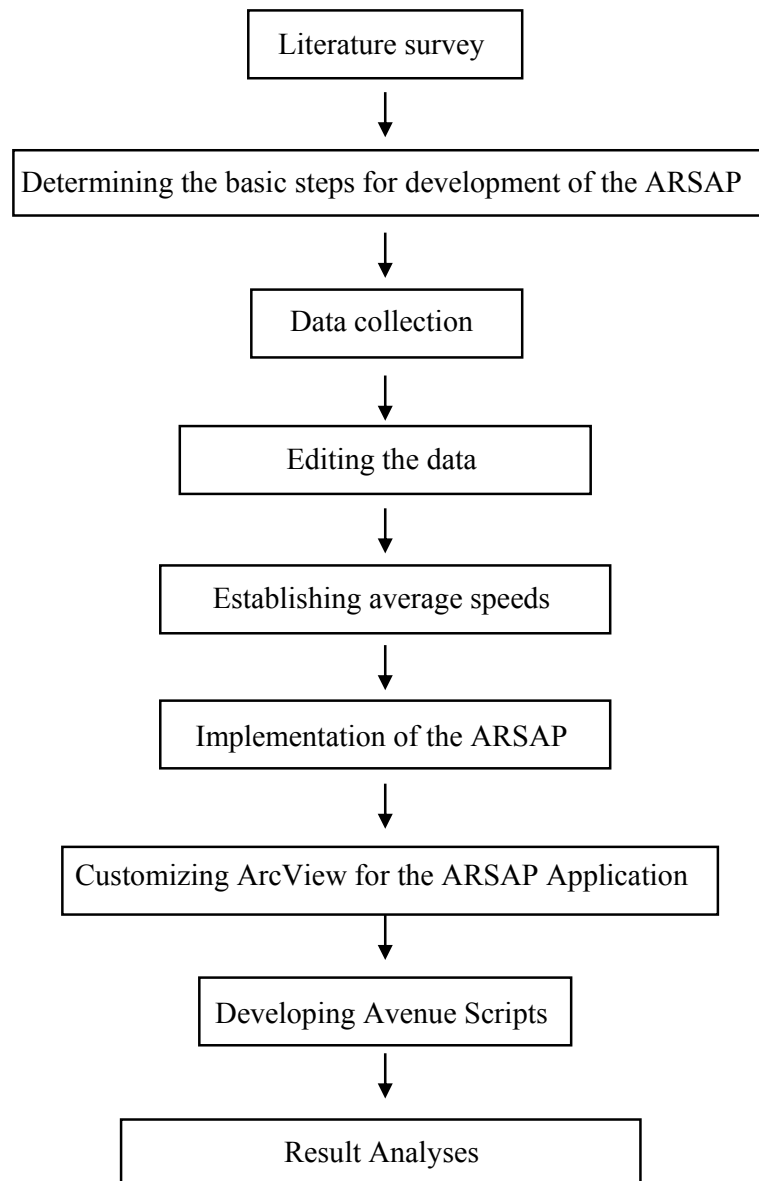 Literature survey
Determining the basic steps for development of the ARSAP
Data collection
Editing the data
Establishing average speeds
Implementation of the ARSAP
Customizing ArcView for the ARSAP Application
Developing Avenue Scripts
Result Analyses